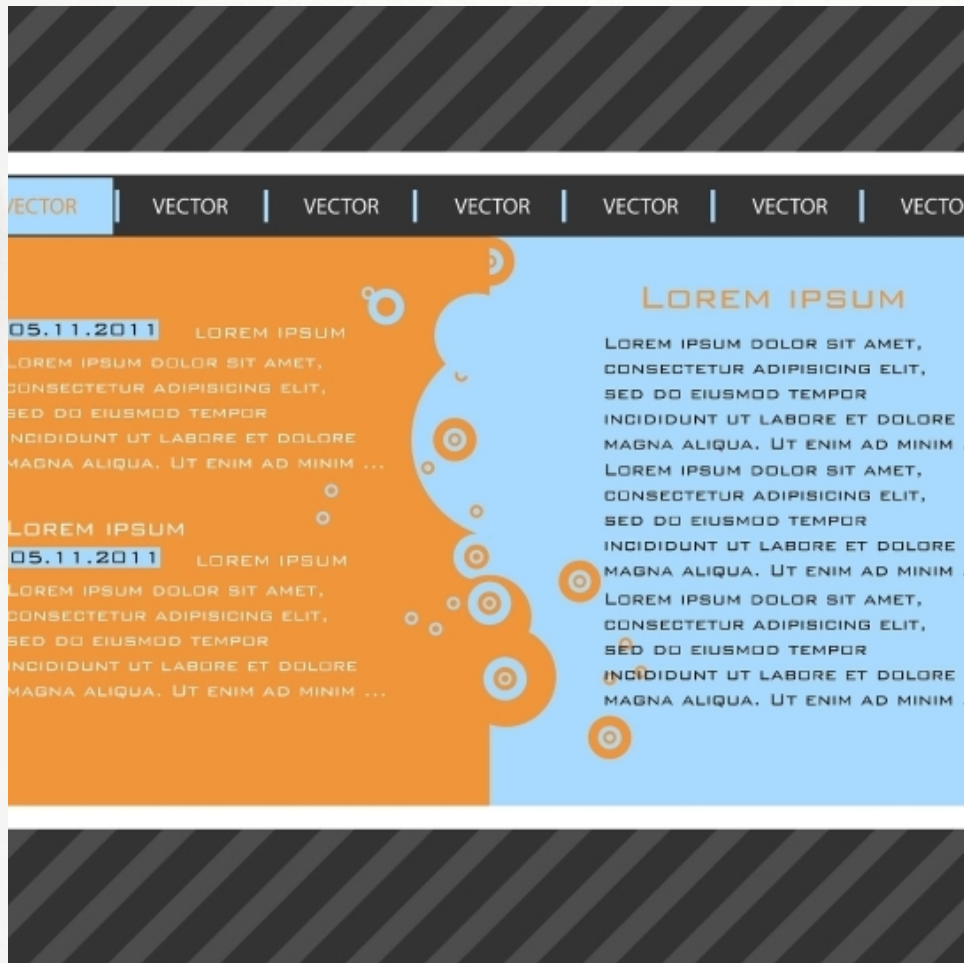 VECTOR VECTOR VECTOR VECTOR VECTOR VECTOR VECTO
05.11.2011 LOREM IPSUM
LOREM IPSUM DOLOR SIT AMET,
CONSECTETUR ADIPISICING ELIT,
SED DO EIUSMOD TEMPOR
INCIDIDUNT UT LABORE ET DOLORE
MAGNA ALIQUA. UT ENIM AD MINIM ...
LOREM IPSUM
05.11.2011 LOREM IPSUM
LOREM IPSUM DOLOR SIT AMET,
CONSECTETUR ADIPISICING ELIT,
SED DO EIUSMOD TEMPOR
INCIDIDUNT UT LABORE ET DOLORE
MAGNA ALIQUA. UT ENIM AD MINIM ...
LOREM IPSUM
LOREM IPSUM DOLOR SIT AMET,
CONSECTETUR ADIPISICING ELIT,
SED DO EIUSMOD TEMPOR
INCIDIDUNT UT LABORE ET DOLORE
MAGNA ALIQUA. UT ENIM AD MINIM .
LOREM IPSUM DOLOR SIT AMET,
CONSECTETUR ADIPISICING ELIT,
SED DO EIUSMOD TEMPOR
INCIDIDUNT UT LABORE ET DOLORE
MAGNA ALIQUA. UT ENIM AD MINIM .
LOREM IPSUM DOLOR SIT AMET,
CONSECTETUR ADIPISICING ELIT,
SED DO EIUSMOD TEMPOR
INCIDIDUNT UT LABORE ET DOLORE
MAGNA ALIQUA. UT ENIM AD MINIM .